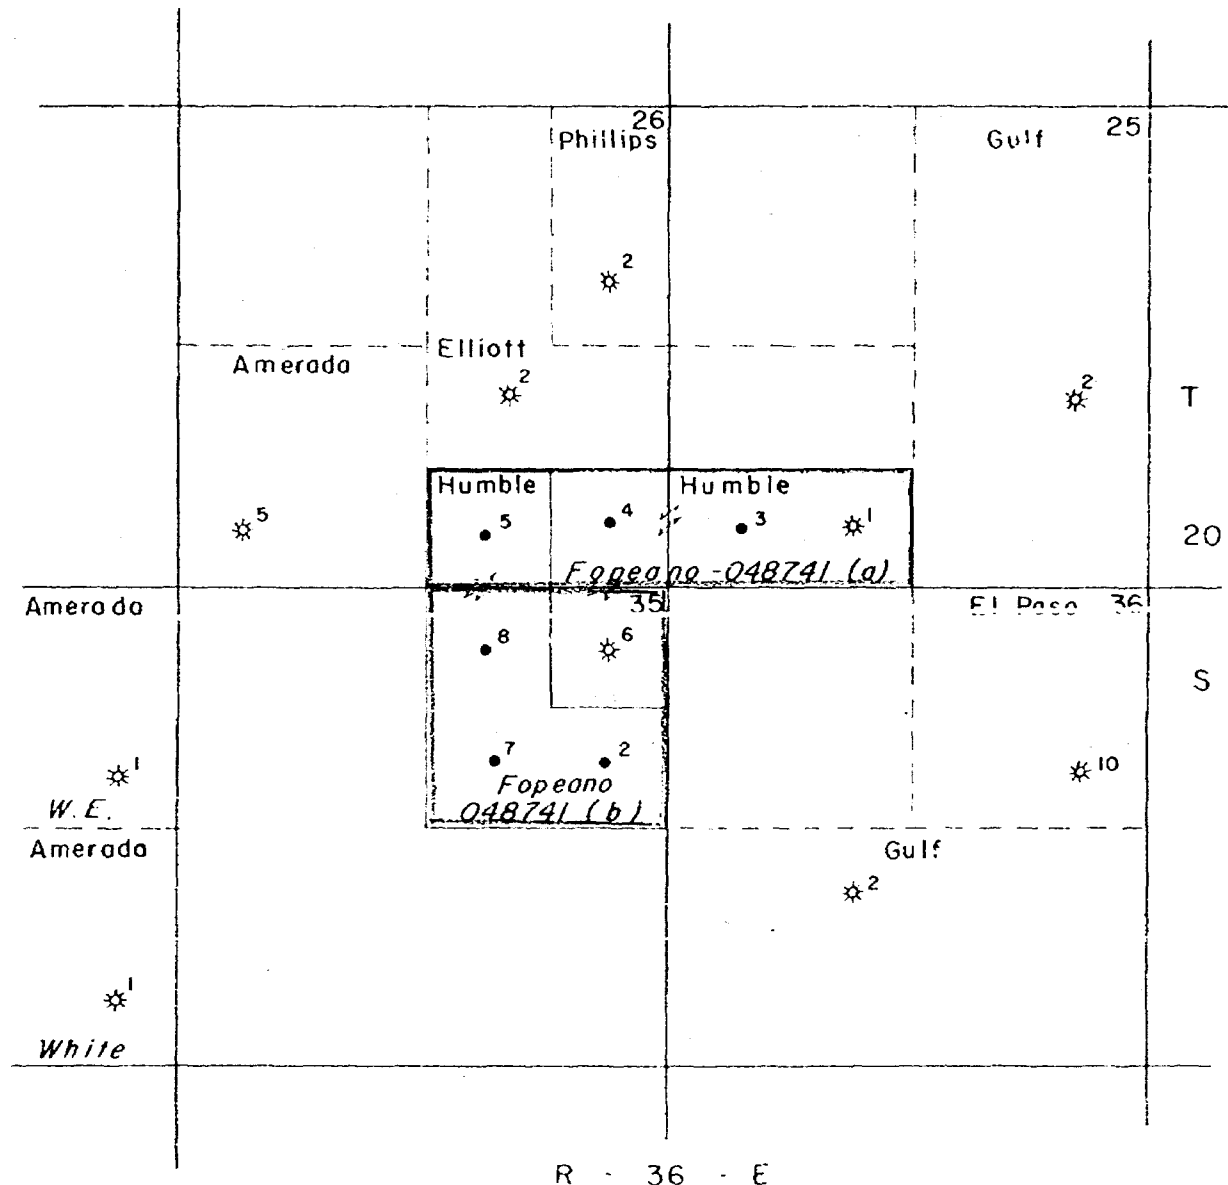 26
25
Phillips
Gulf
2
Elliott
Amerada
2
2
T
Humble
Humble
5
4
3
1
5
20
Fopeano - 048741 (a)
Amerada
35
El Paso
36
8
6
S
7
2
1
10
Fopeano
W.E.
048741 (b)
Amerada
Gulf
2
1
White
R - 36 - E